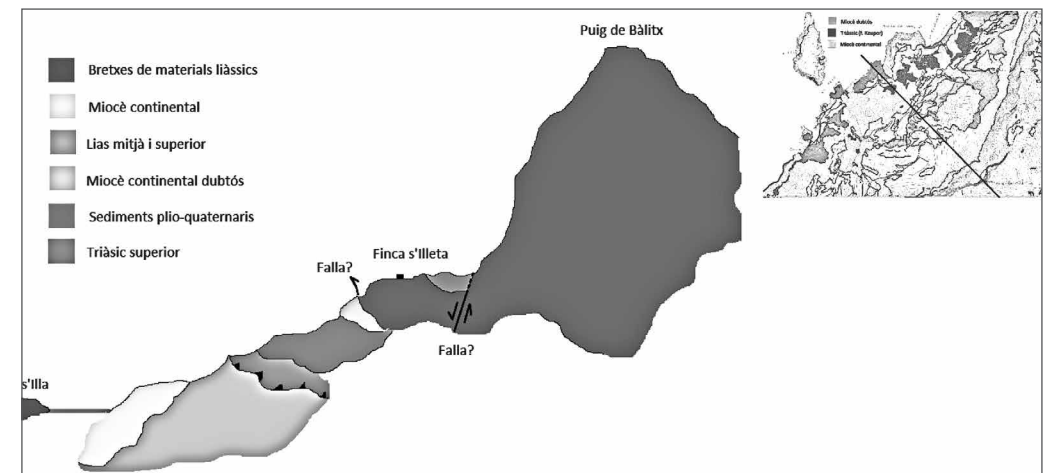 Puig de Bàlitx
Bretxes de materials liàssics
Miocè continental
Lias mitjà i superior
Miocè continental dubtós
Sediments plio-quaternaris
Triàsic superior
Finca s'Illeta
Falla?
Falla?
s'Illa
Miocè dubtós
Triàsic (f. Keuper)
Miocè continental